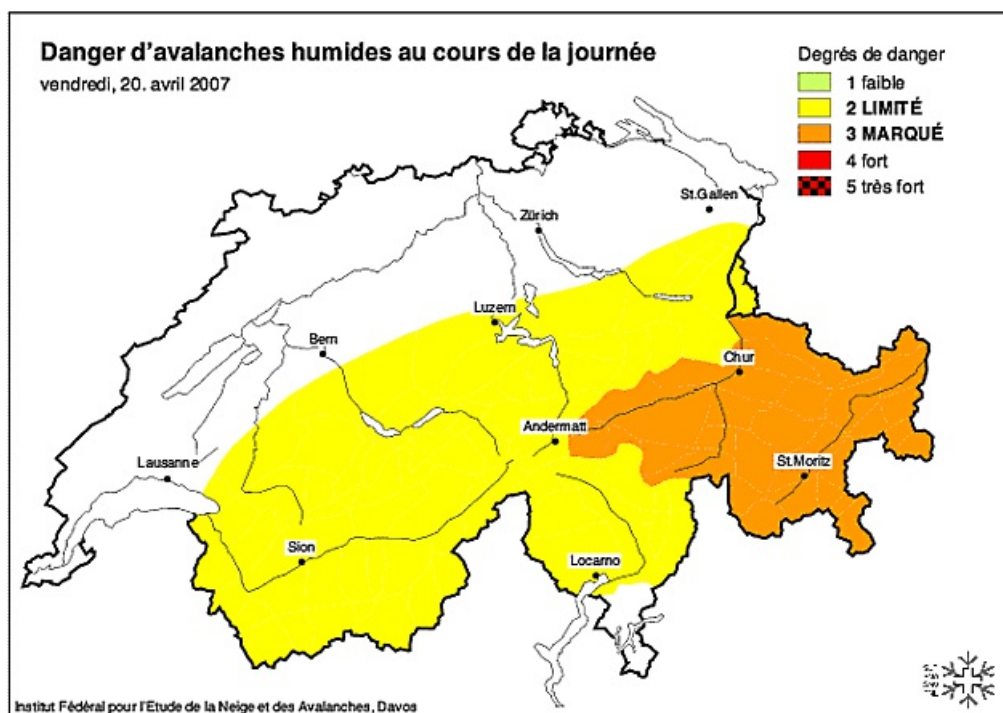 Danger d'avalanches humides au cours de la journée
vendredi, 20. avril 2007
Degrés de danger
1 faible
2 LIMITÉ
3 MARQUÉ
4 fort
5 très fort
St.Gallen
Zürich
Luzern
Bern
Chur
Andermatt
Lausanne
St.Moritz
Sion
Locarno
Institut Fédéral pour l'Etude de la Neige et des Avalanches, Davos